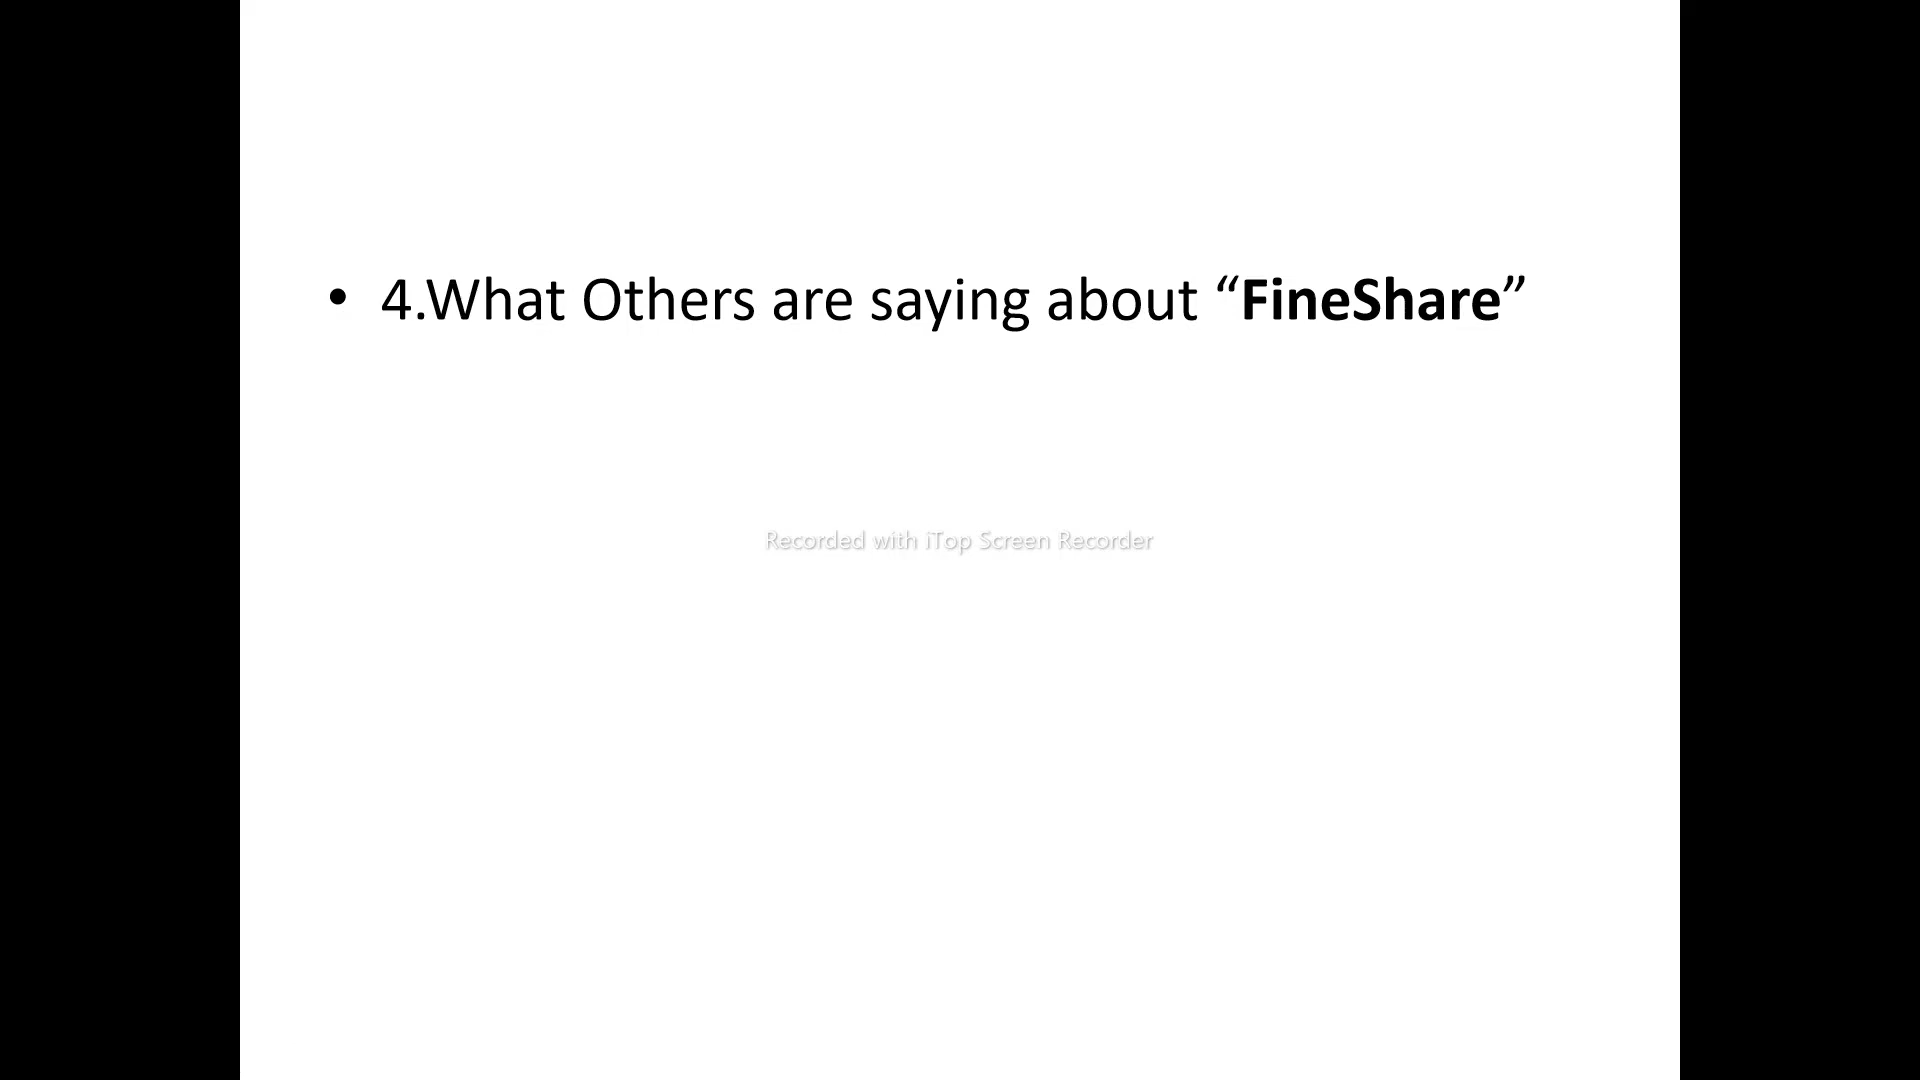 • 4.What Others are saying about “FineShare”
Recorded with iTop Screen Recorder